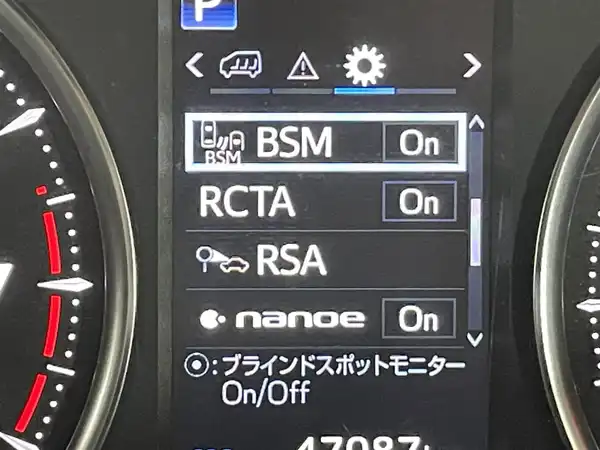 P
BSM BSM On
RCTA On
RSA
nanoe On
:ブラインドスポットモニター
On/Off